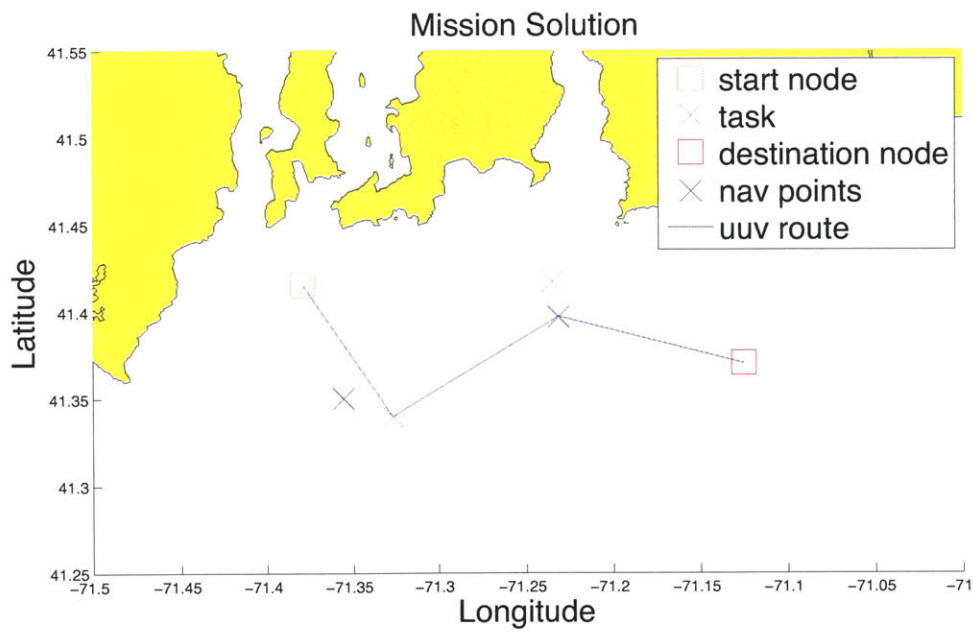 Mission Solution
41.55
41.5
41.45
41.4
41.35
41.3
41.25
Latitude
start node
task
destination node
nav points
uuv route
-71.5
-71.45
-71.4
-71.35
-71.3
-71.25
-71.2
-71.15
-71.1
-71.05
-71
Longitude